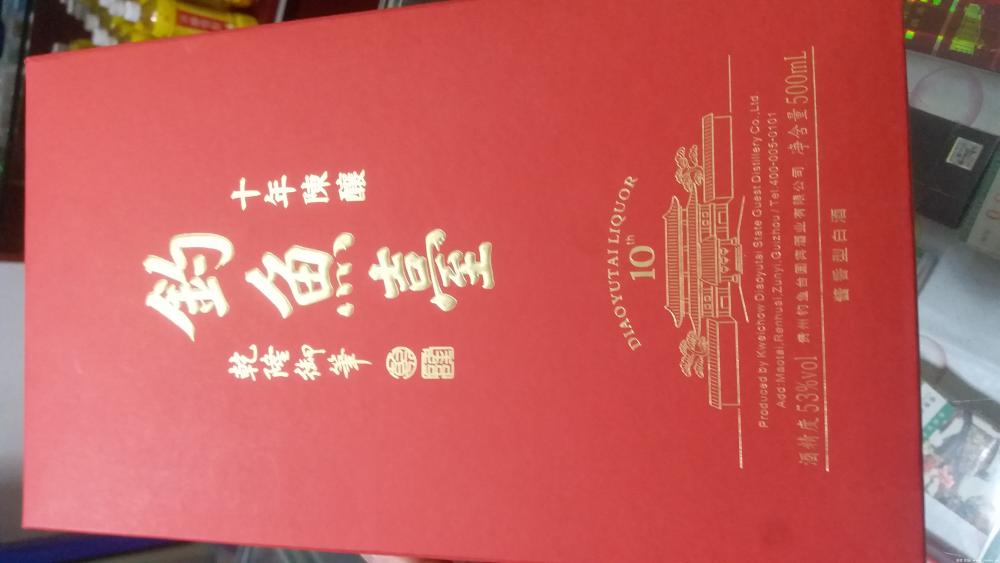 十年陳釀
釣魚臺
乾隆御筆
DIAOYUTAI LIQUOR
10th
Produced by Kweichow Diaoyutai State Guest Distillery Co.,Ltd.
Add:Maotai,Renhuai,Zunyi,Guizhou / Tel:400-005-0101
酒精度53%vol 贵州钓鱼台国宾酒业有限公司 净含量500mL
酱香型白酒